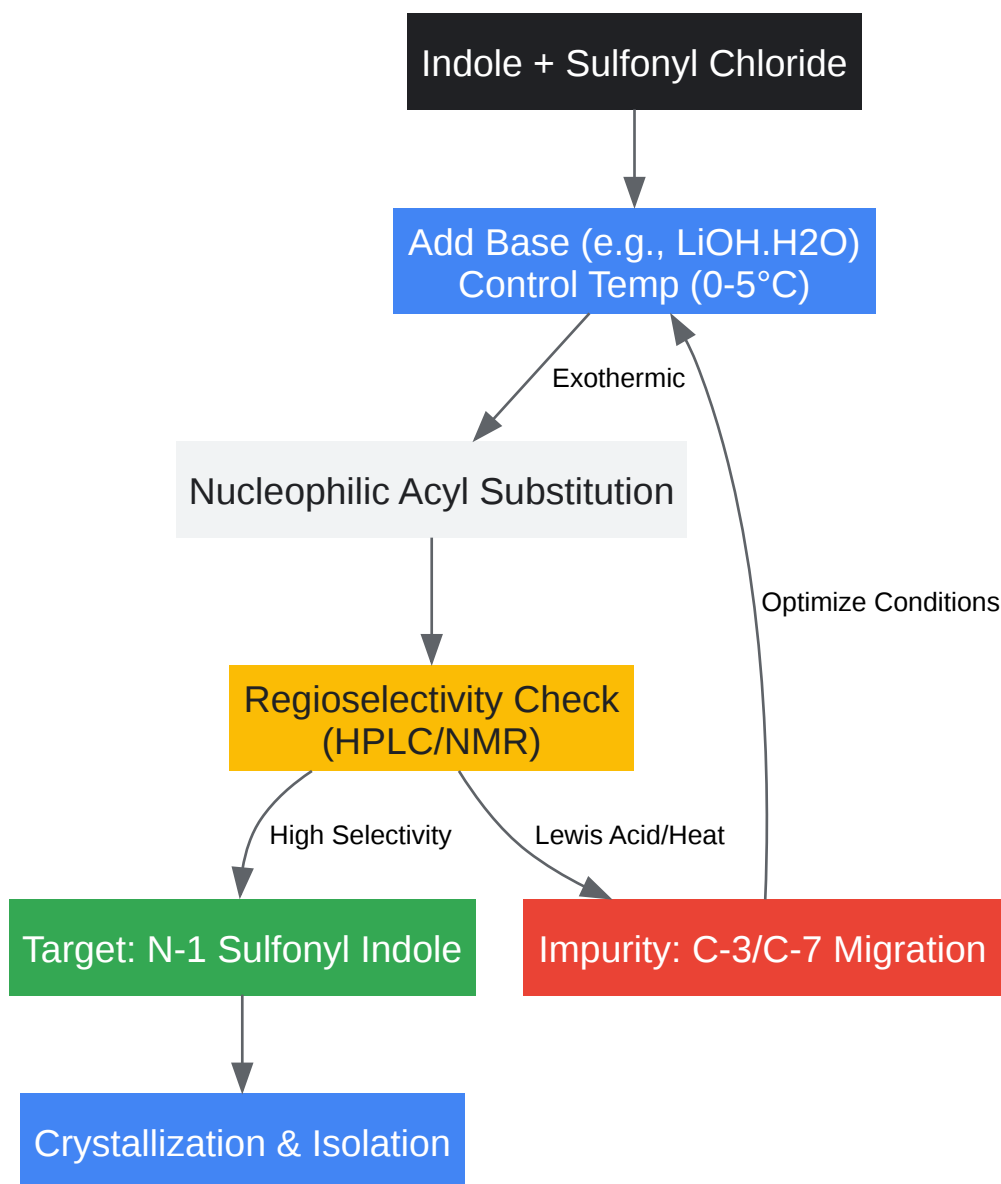 Indole + Sulfonyl Chloride
Add Base (e.g., LiOH.H2O)
Control Temp (0-5°C)
Exothermic
Nucleophilic Acyl Substitution
Optimize Conditions
Regioselectivity Check
(HPLC/NMR)
High Selectivity
Lewis Acid/Heat
Target: N-1 Sulfonyl Indole
Impurity: C-3/C-7 Migration
Crystallization & Isolation